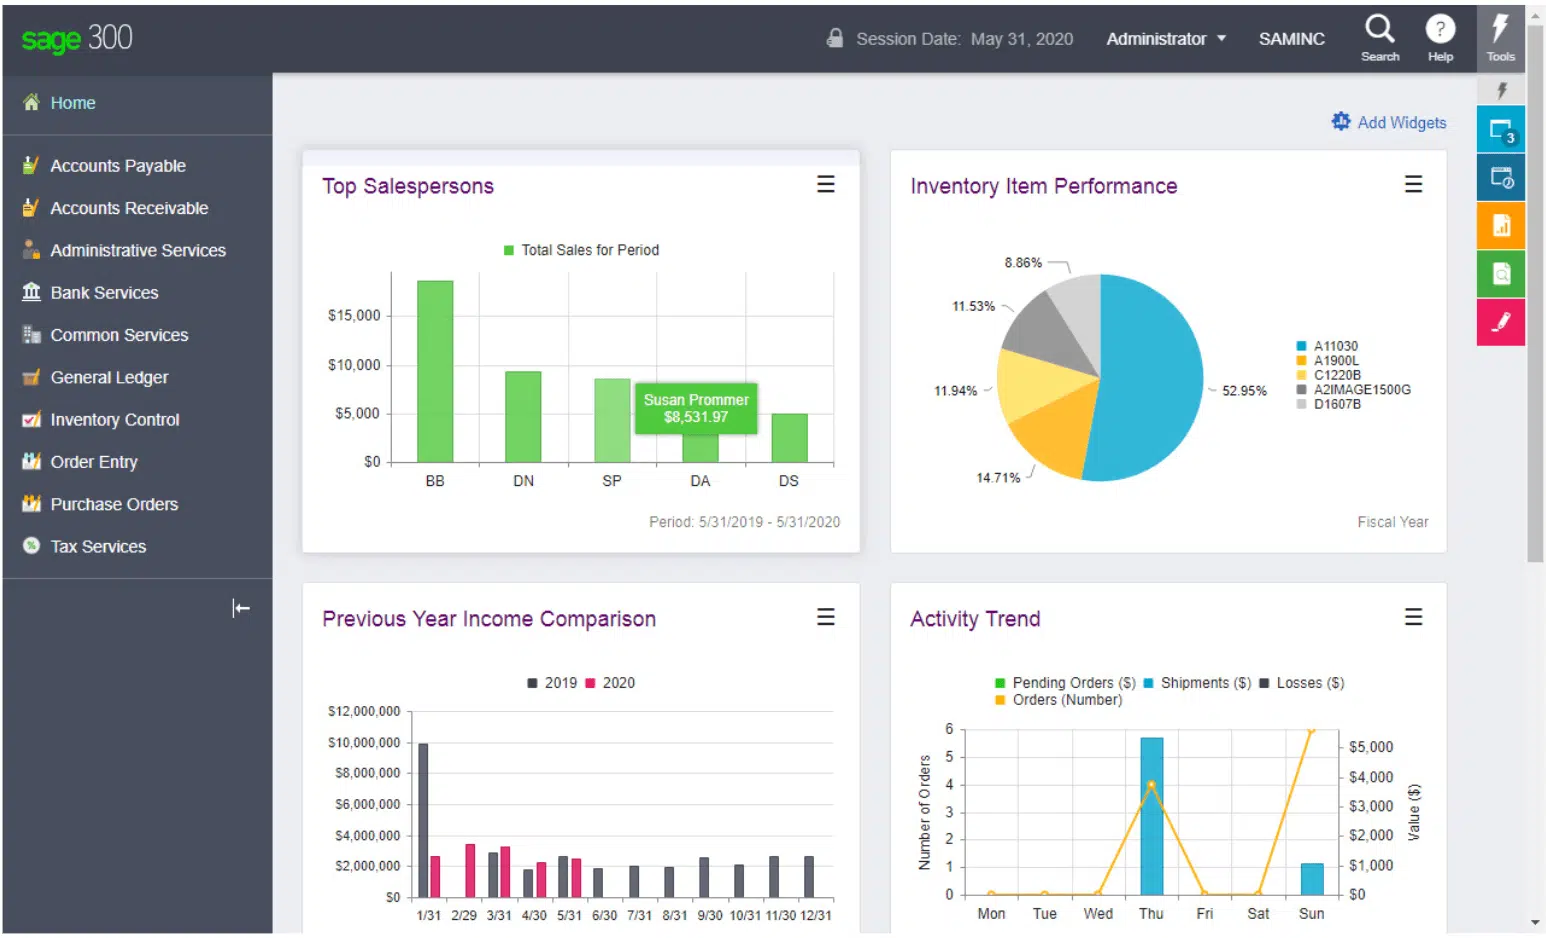 sage 300
Session Date: May 31, 2020
Administrator
SAMINC
Search
?
Help
Tools
Home
Accounts Payable
Accounts Receivable
Administrative Services
Bank Services
Common Services
General Ledger
Inventory Control
Order Entry
Purchase Orders
Tax Services
Add Widgets
3
Top Salespersons
Total Sales for Period
$15,000
$10,000
$5,000
$0
Susan Prommer
$8,531.97
BB DN SP DA DS
Period: 5/31/2019 - 5/31/2020
Inventory Item Performance
8.86%
11.53%
11.94%
14.71%
52.95%
A11030
A1900L
C1220B
A2IMAGE1500G
D1607B
Fiscal Year
Previous Year Income Comparison
2019 2020
$12,000,000
$10,000,000
$8,000,000
$6,000,000
$4,000,000
$2,000,000
$0
1/31 2/29 3/31 4/30 5/31 6/30 7/31 8/31 9/30 10/31 11/30 12/31
Activity Trend
Pending Orders ($) Shipments ($) Losses ($)
Orders (Number)
Number of Orders
6
5
4
3
2
1
0
$5,000
$4,000
$3,000
$2,000
$1,000
$0
Value ($)
Mon Tue Wed Thu Fri Sat Sun